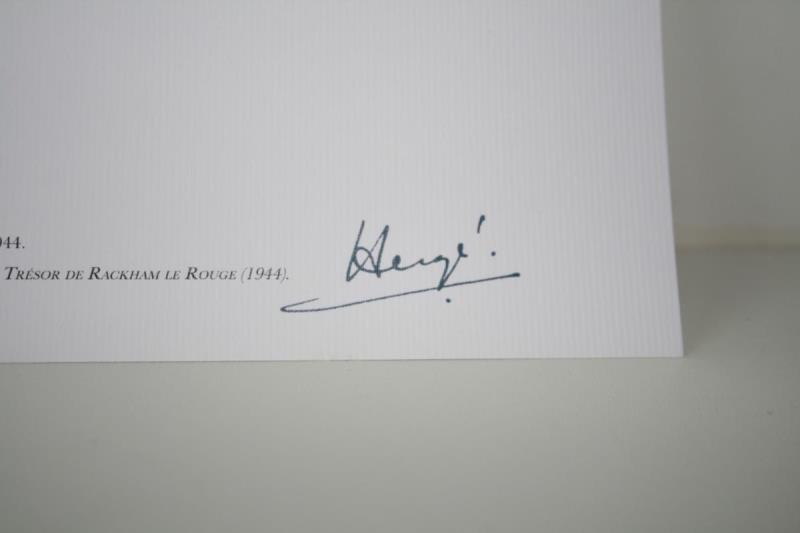 944.
TRÉSOR DE RACKHAM LE ROUGE (1944).
Hergé.